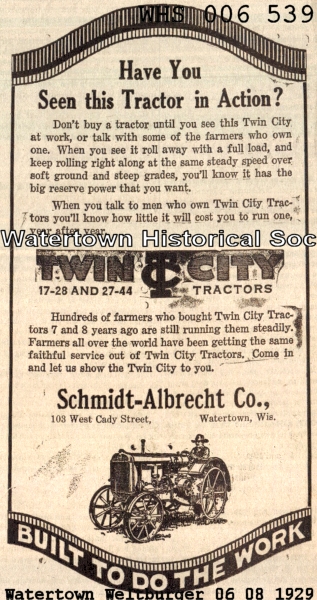 WHS 006 539
Have You
Seen this Tractor in Action?
Don't buy a tractor until you see this Twin City
at work, or talk with some of the farmers who own
one. When you see it roll away with a full load, and
keep rolling right along at the same steady speed over
soft ground and steep grades, you'll know it has the
big reserve power that you want.
When you talk to men who own Twin City Trac-
tors you'll know how little it will cost you to run one,
year after year.
Watertown Historical Soc
TWIN TC CITY
17-28 AND 27-44 TRACTORS
Hundreds of farmers who bought Twin City Trac-
tors 7 and 8 years ago are still running them steadily.
Farmers all over the world have been getting the same
faithful service out of Twin City Tractors. Come in
and let us show the Twin City to you.
Schmidt-Albrecht Co.,
103 West Cady Street, Watertown, Wis.
BUILT TO DO THE WORK
Watertown Weltburger 06 08 1929